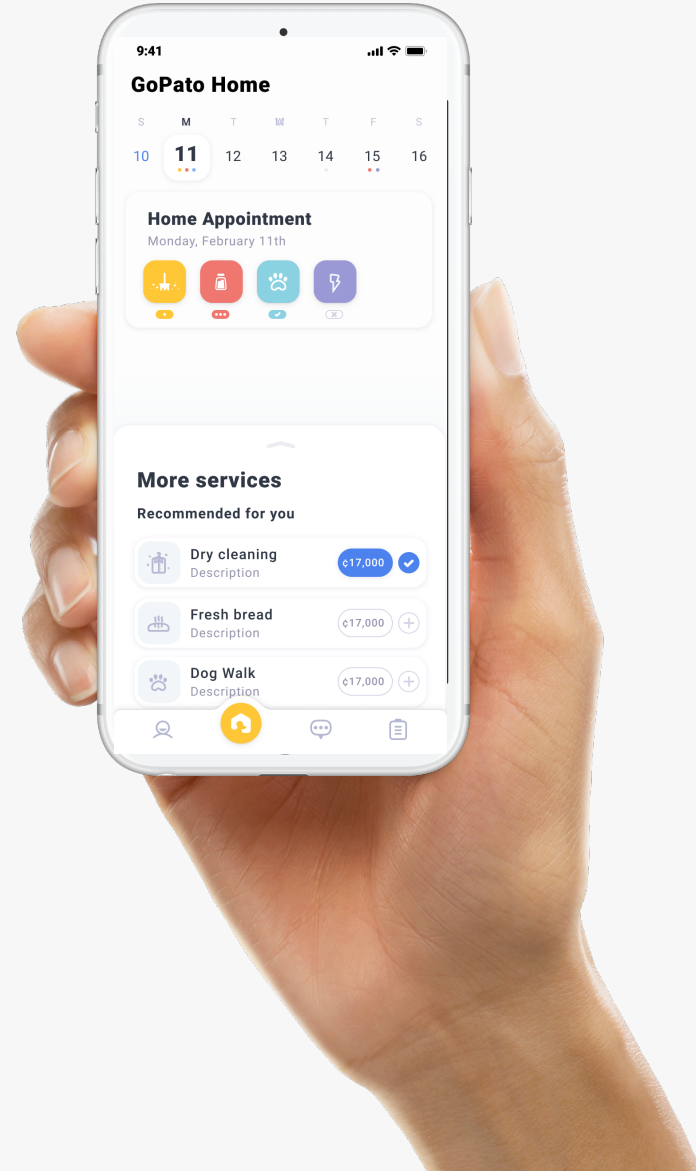 9:41
GoPato Home
S M T W T F S
10 11 12 13 14 15 16
Home Appointment
Monday, February 11th
More services
Recommended for you
Dry cleaning
Description
¢17,000
Fresh bread
Description
¢17,000
Dog Walk
Description
¢17,000